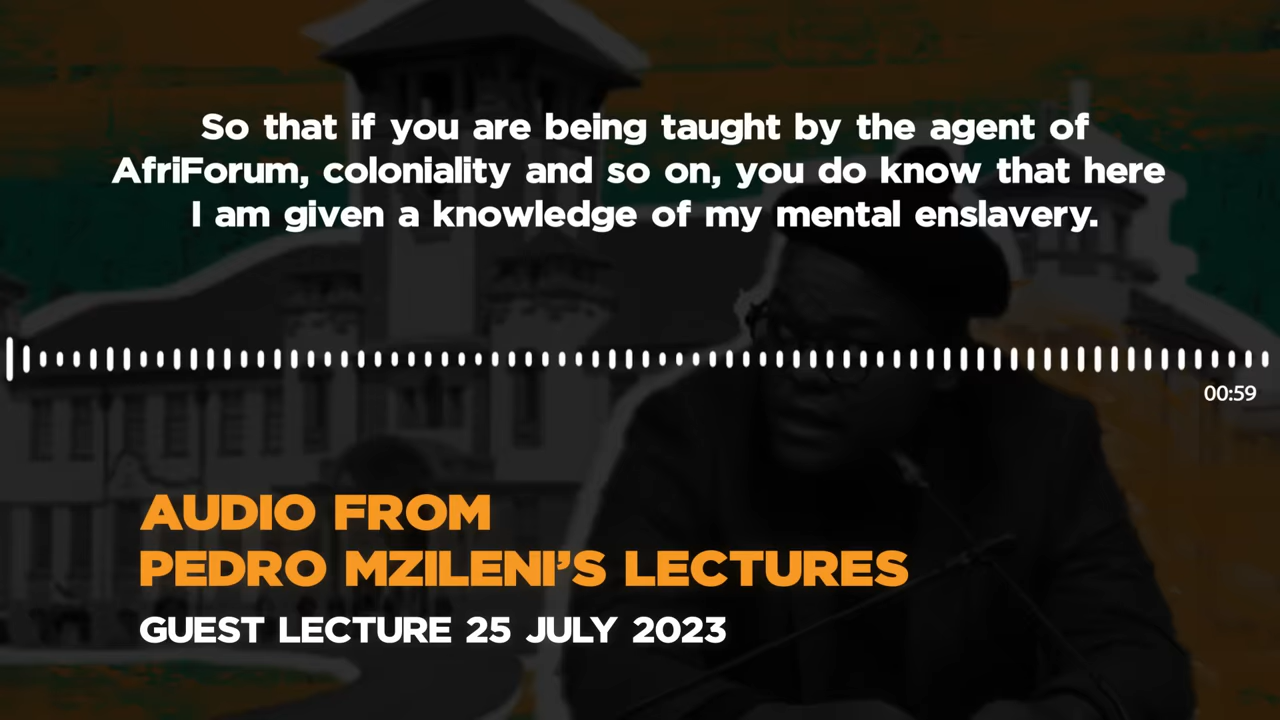 So that if you are being taught by the agent of
AfriForum, coloniality and so on, you do know that here
I am given a knowledge of my mental enslavery.
00:59
AUDIO FROM
PEDRO MZILENI'S LECTURES
GUEST LECTURE 25 JULY 2023